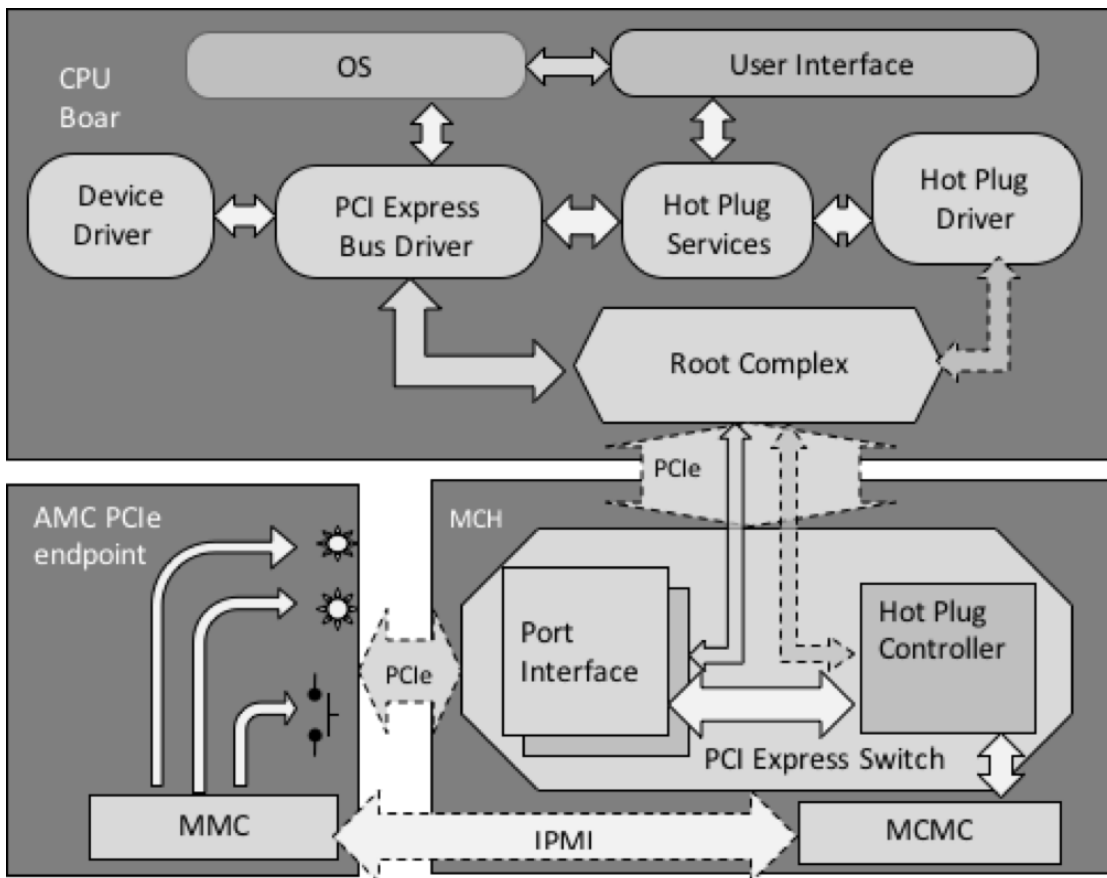 OS
User Interface
CPU
Boar
Device
Driver
PCI Express
Bus Driver
Hot Plug
Services
Hot Plug
Driver
Root Complex
PCIe
AMC PCIe
endpoint
MCH
Port
Interface
Hot Plug
Controller
PCIe
PCI Express Switch
MMC
IPMI
MCMC